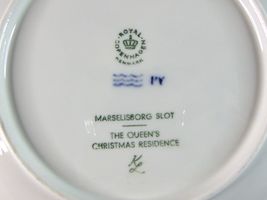 ROYAL
COPENHAGEN
DENMARK
MARSELISBORG SLOT
THE QUEEN'S
CHRISTMAS RESIDENCE